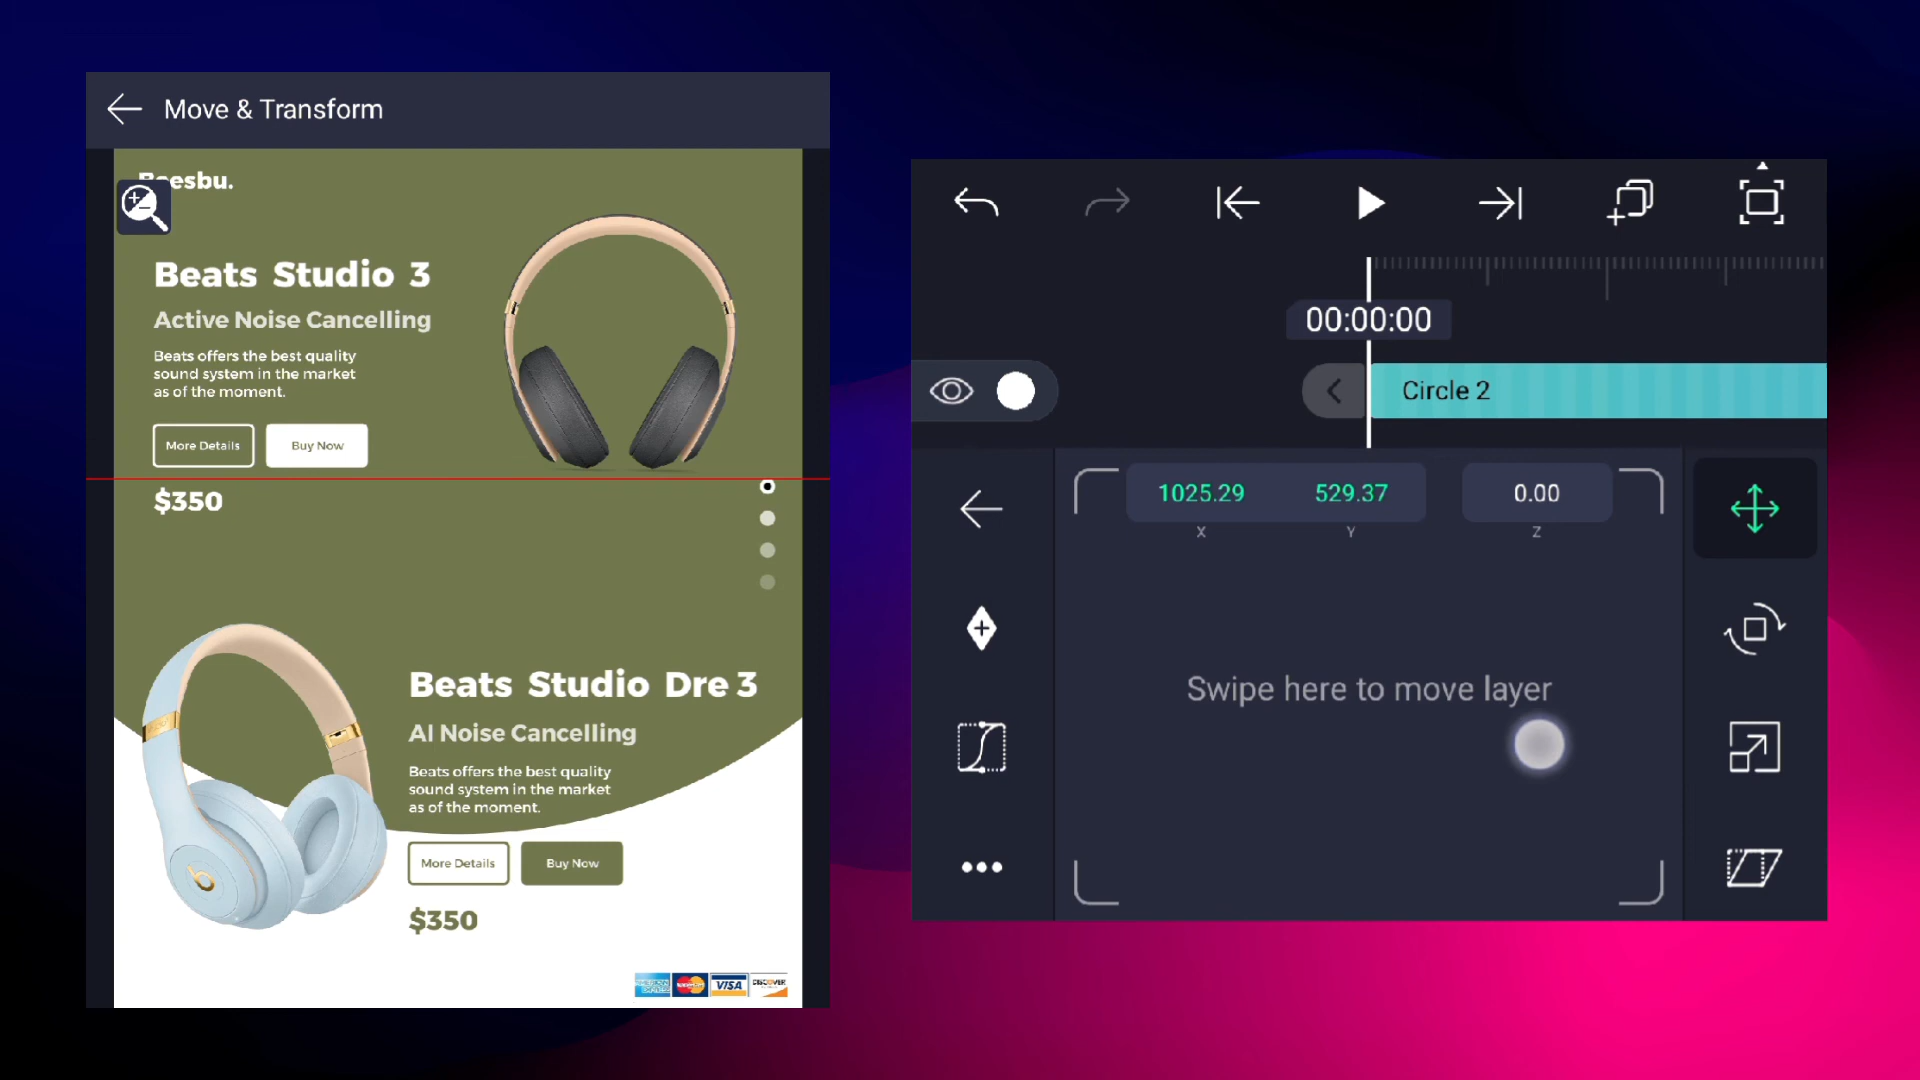 Move & Transform
Beesbu.
Beats Studio 3
Active Noise Cancelling
Beats offers the best quality
sound system in the market
as of the moment.
More Details
Buy Now
$350
Beats Studio Dre 3
AI Noise Cancelling
Beats offers the best quality
sound system in the market
as of the moment.
More Details
Buy Now
$350
VISA
DISCOVER
00:00:00
Circle 2
1025.29
529.37
0.00
X
Y
Z
Swipe here to move layer